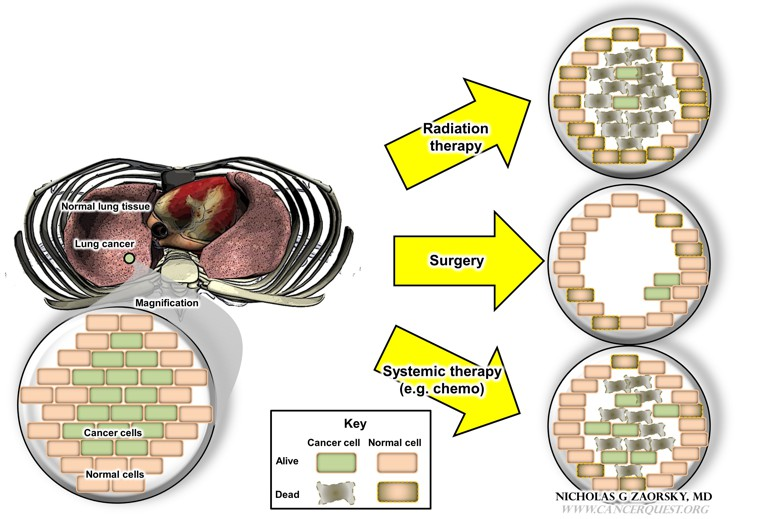 Radiation
therapy
Normal lung tissue
Lung cancer
Surgery
Magnification
Systemic therapy
(e.g. chemo)
Key
Cancer cell Normal cell
Alive
Dead
Cancer cells
Normal cells
NICHOLAS G ZAORSKY, MD
WWW.CANCERQUEST.ORG